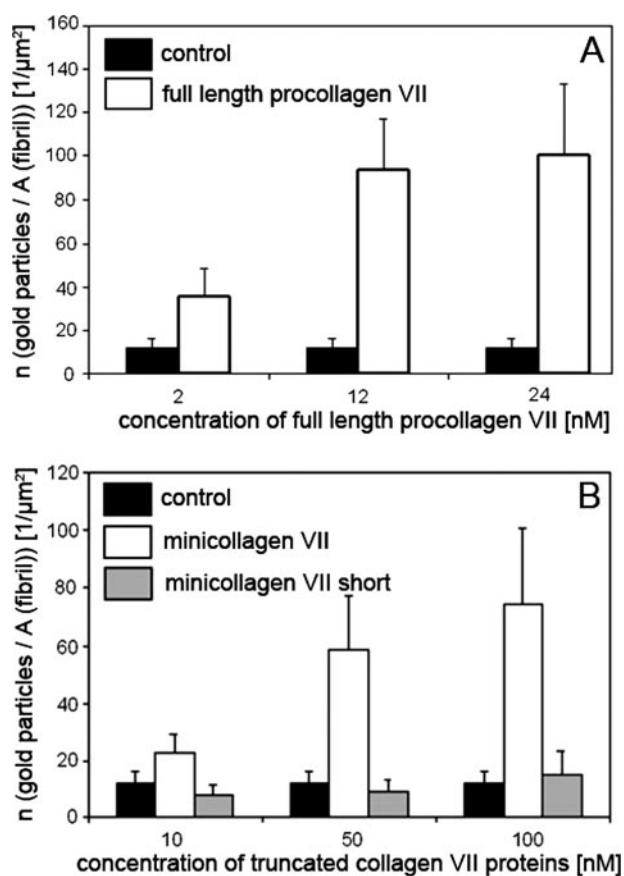 160
140
120
100
80
60
40
20
0
n (gold particles / A (fibril)) [1/µm²]
A
control
full length procollagen VII
2 12 24
concentration of full length procollagen VII [nM]
120
100
80
60
40
20
0
n (gold particles / A (fibril)) [1/µm²]
B
control
minicollagen VII
minicollagen VII short
10 50 100
concentration of truncated collagen VII proteins [nM]